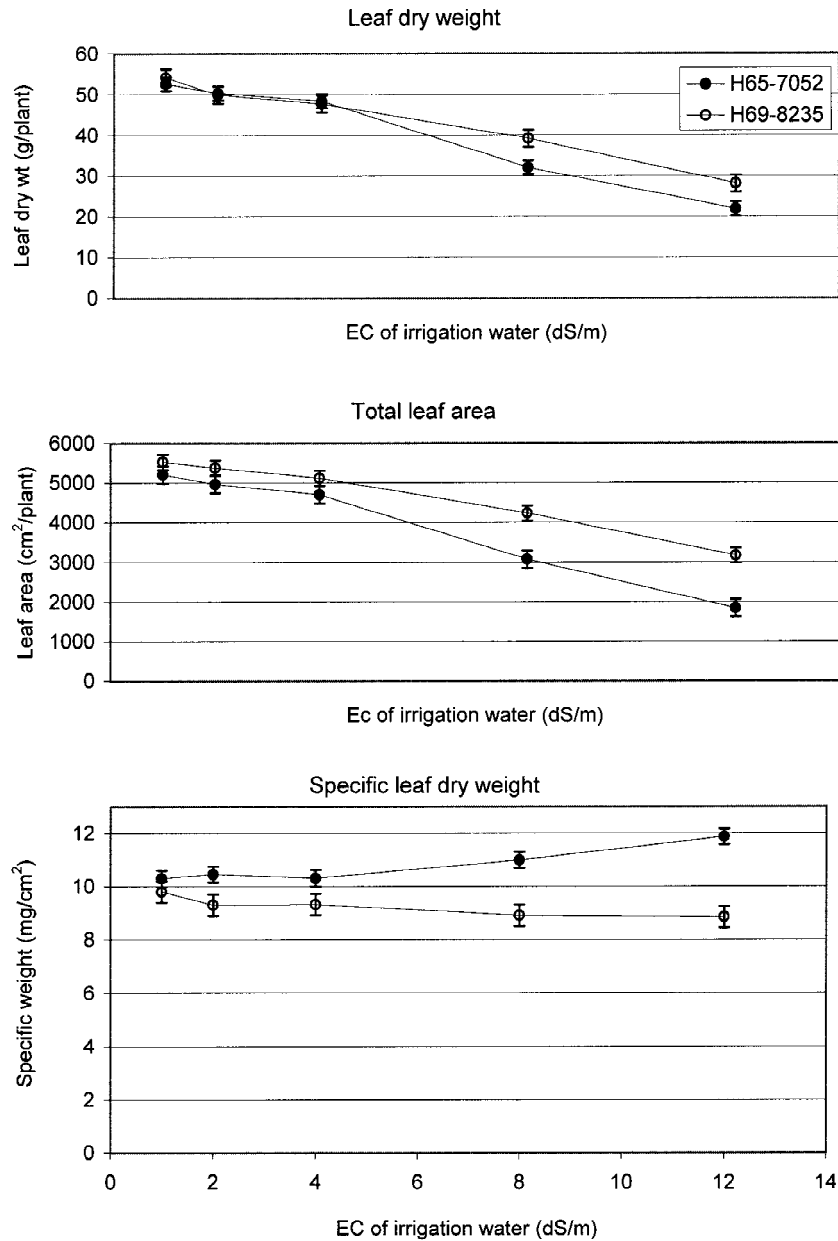 Leaf dry weight
60
50
40
30
20
10
0
Leaf dry wt (g/plant)
H65-7052
H69-8235
EC of irrigation water (dS/m)
Total leaf area
6000
5000
4000
3000
2000
1000
0
Leaf area (cm²/plant)
Ec of irrigation water (dS/m)
Specific leaf dry weight
12
10
8
6
4
2
0
Specific weight (mg/cm²)
0 2 4 6 8 10 12 14
EC of irrigation water (dS/m)